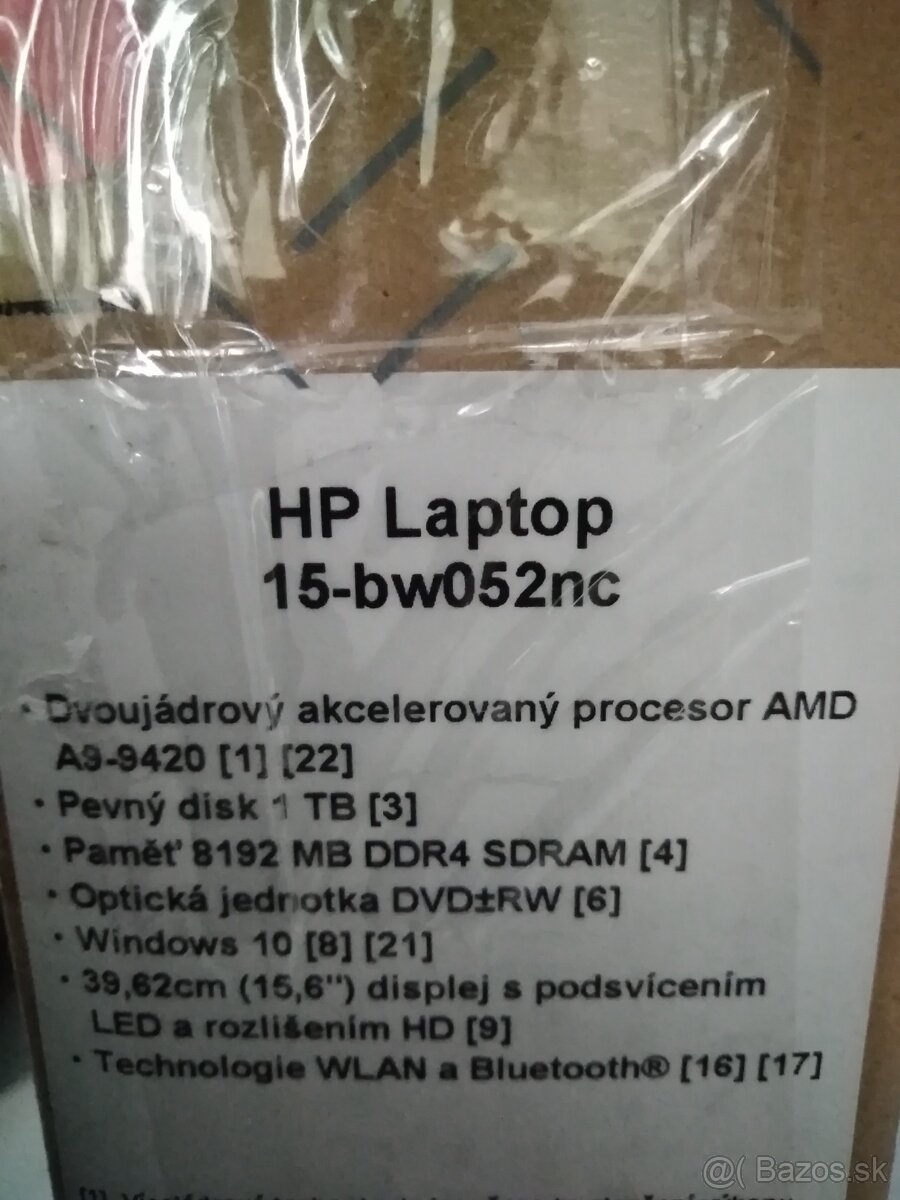 HP Laptop
15-bw052nc
· Dvoujádrový akcelerovaný procesor AMD
A9-9420 [1] [22]
· Pevný disk 1 TB [3]
· Paměť 8192 MB DDR4 SDRAM [4]
· Optická jednotka DVD±RW [6]
· Windows 10 [8] [21]
· 39,62cm (15,6") displej s podsvícením
LED a rozlišením HD [9]
· Technologie WLAN a Bluetooth® [16] [17]
@( Bazos.sk